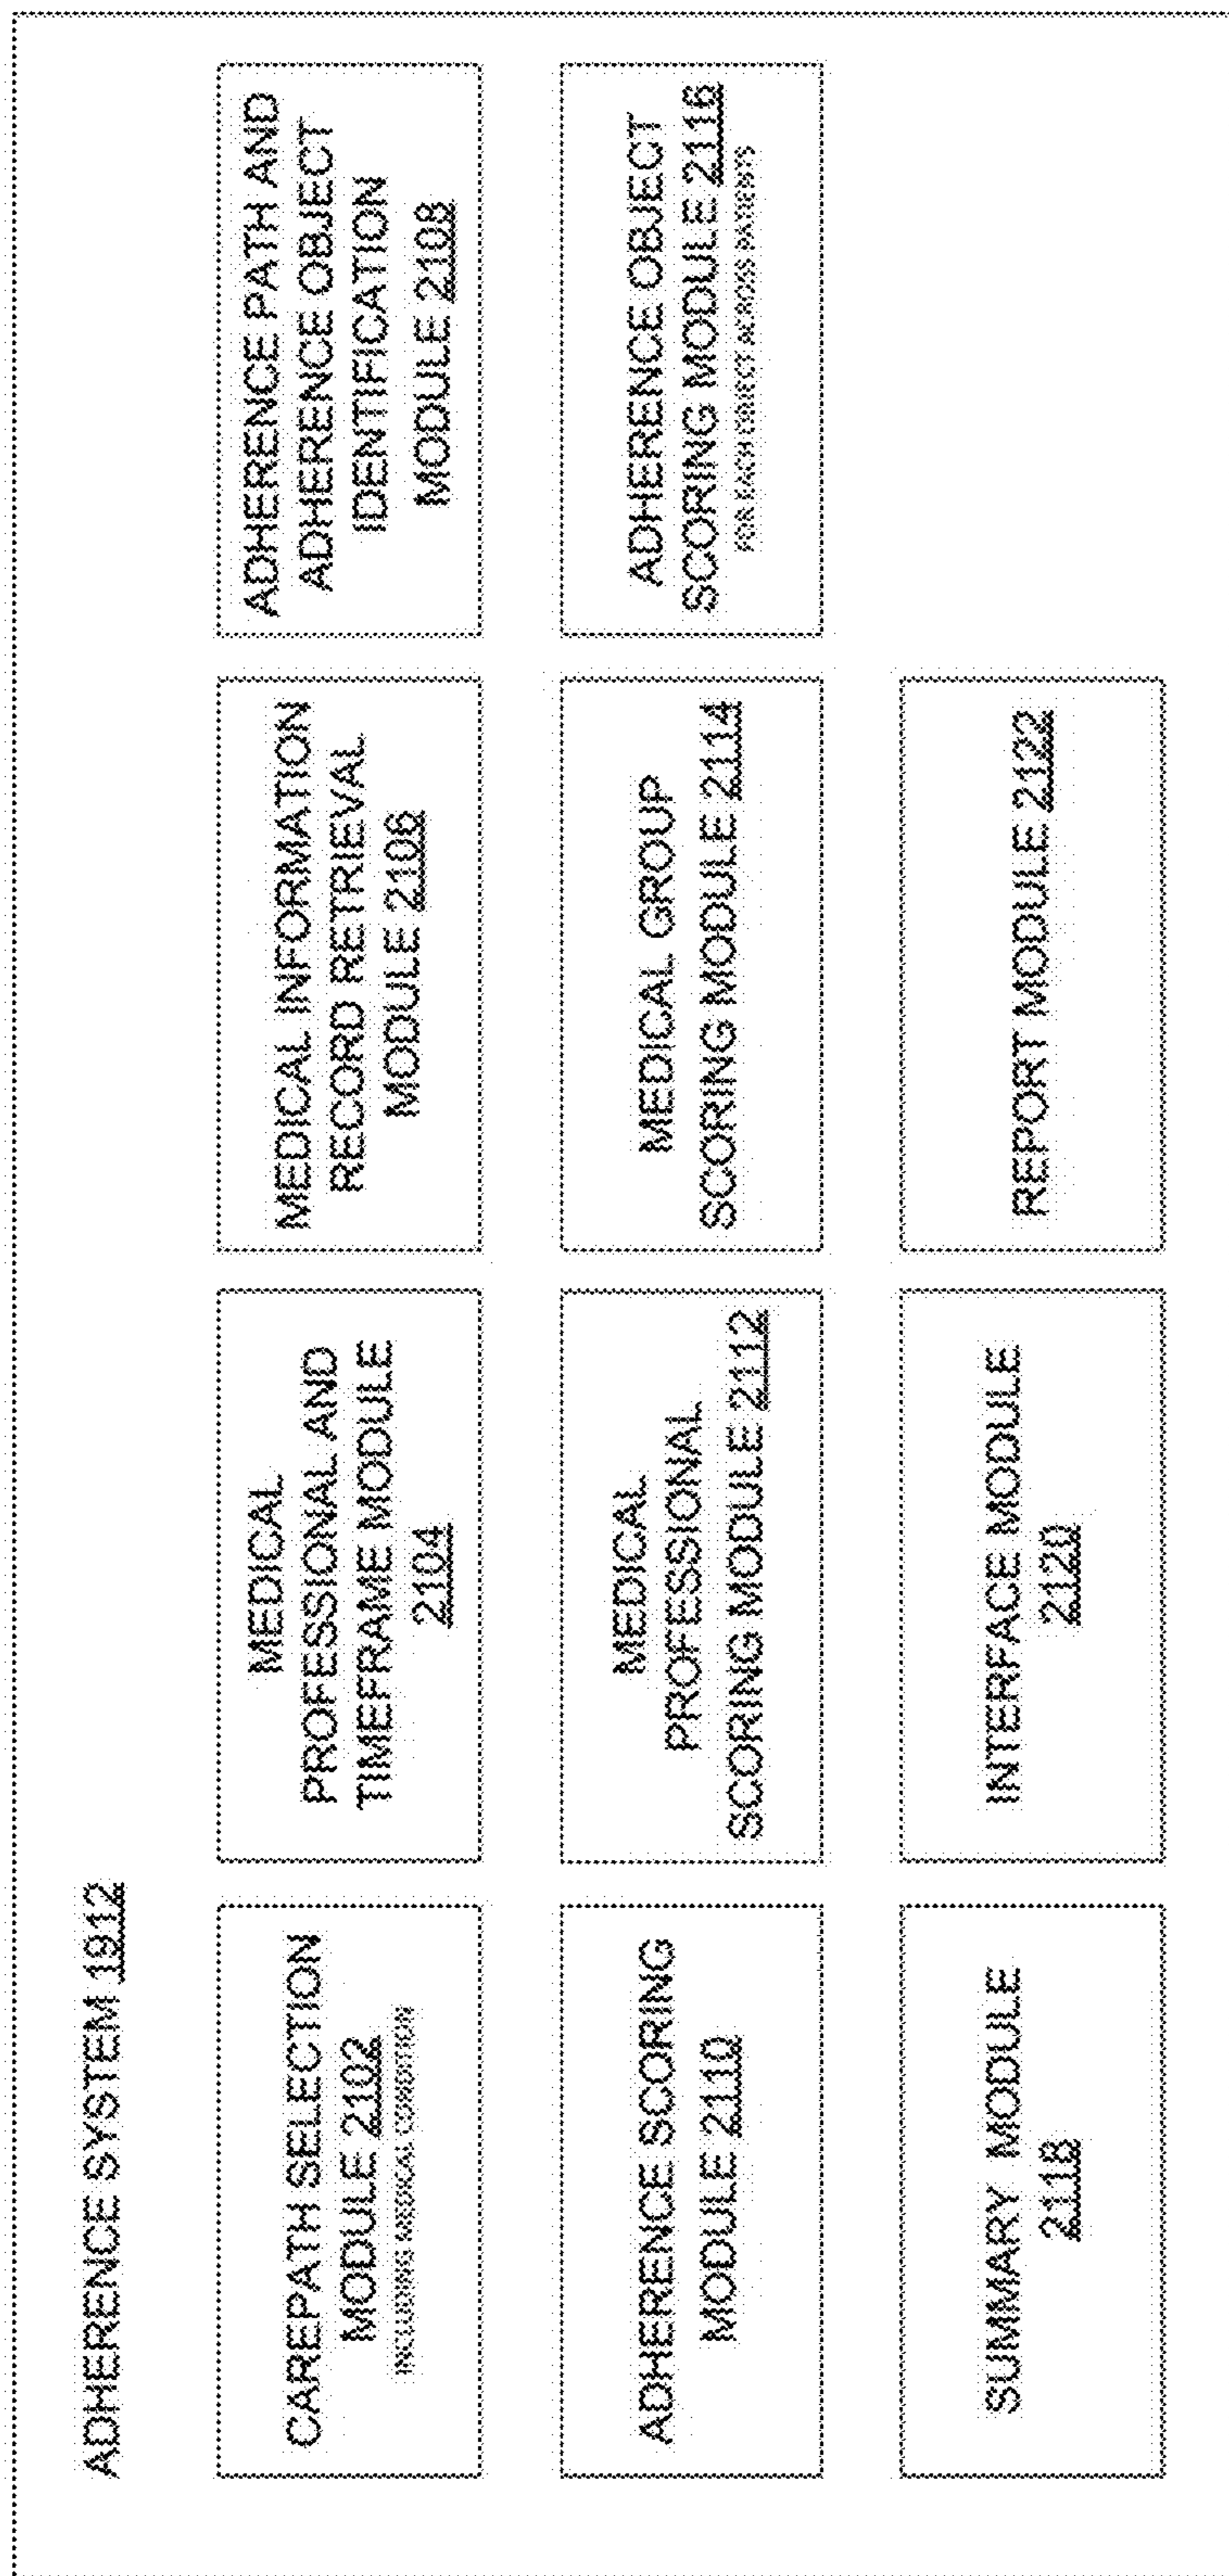 ADHERENCE SYSTEM 1912
CAREPATH SELECTION
MODULE 2102
INCLUDING MEDICAL CONDITION
MEDICAL
PROFESSIONAL AND
TIMEFRAME MODULE
2104
MEDICAL INFORMATION
RECORD RETRIEVAL
MODULE 2106
ADHERENCE PATH AND
ADHERENCE OBJECT
IDENTIFICATION
MODULE 2108
ADHERENCE SCORING
MODULE 2110
MEDICAL
PROFESSIONAL
SCORING MODULE 2112
MEDICAL GROUP
SCORING MODULE 2114
ADHERENCE OBJECT
SCORING MODULE 2116
FOR EACH OBJECT ACROSS PATIENTS
SUMMARY MODULE
2118
INTERFACE MODULE
2120
REPORT MODULE 2122